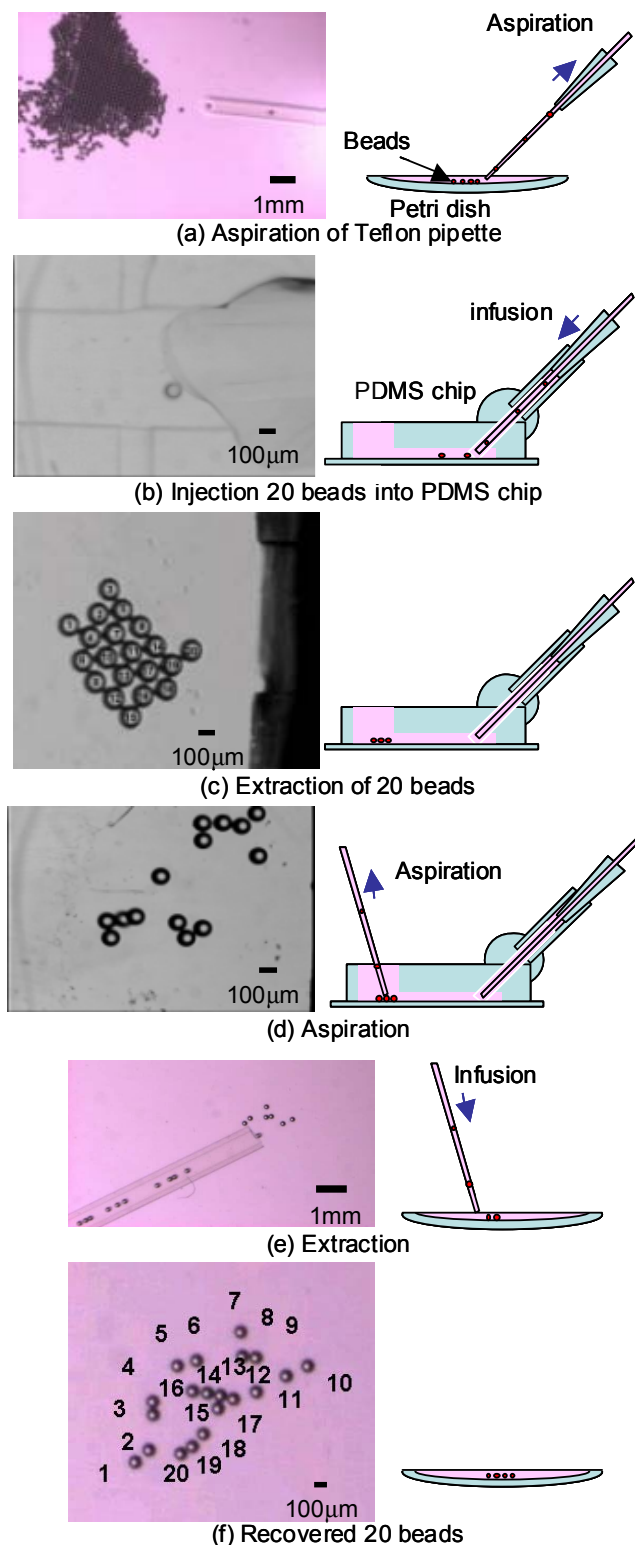 Aspiration
Beads
1mm
Petri dish
(a) Aspiration of Teflon pipette
infusion
PDMS chip
100μm
(b) Injection 20 beads into PDMS chip
100μm
(c) Extraction of 20 beads
Aspiration
100μm
(d) Aspiration
Infusion
1mm
(e) Extraction
7
8
9
6
5
4
13
12
10
14
16
11
3
15
17
2
18
19
20
1
100μm
(f) Recovered 20 beads